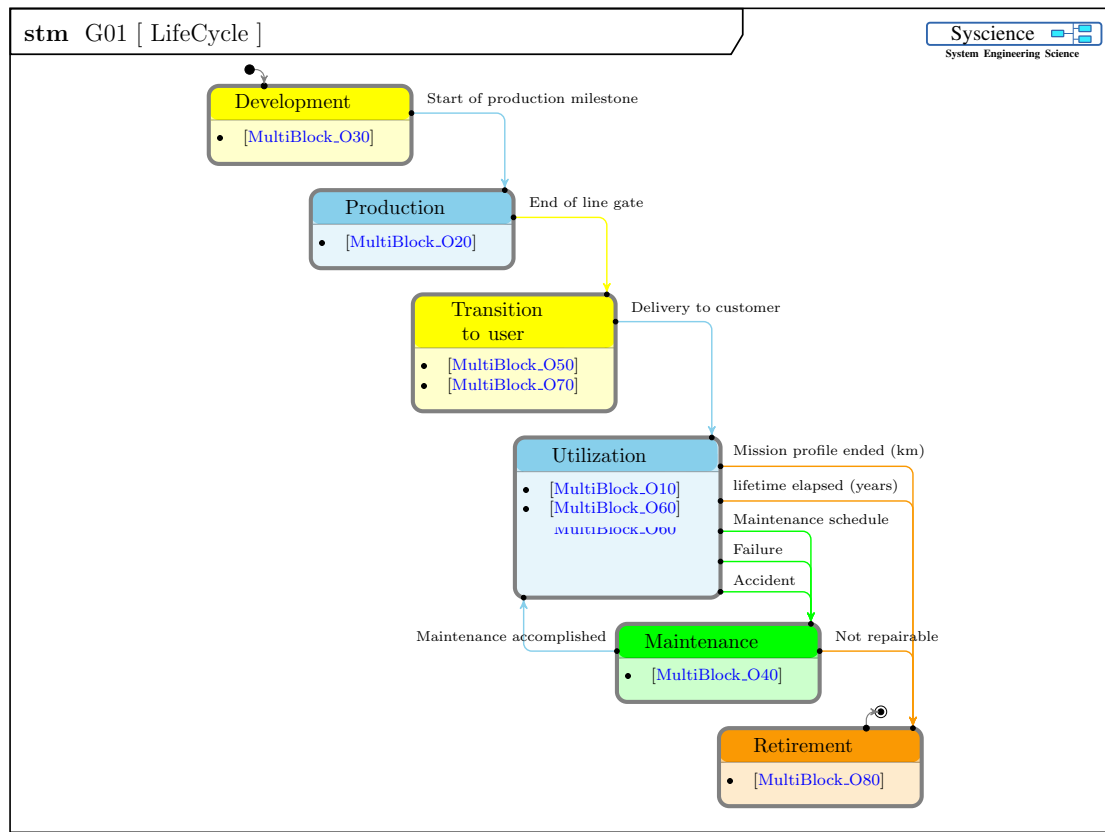 stm G01 [ LifeCycle ]
Syscience
System Engineering Science
Development
Start of production milestone
• [MultiBlock_O30]
Production
End of line gate
• [MultiBlock_O20]
Transition
to user
Delivery to customer
• [MultiBlock_O50]
• [MultiBlock_O70]
Utilization
Mission profile ended (km)
• [MultiBlock_O10]
lifetime elapsed (years)
• [MultiBlock_O60]
MultiBlock_O60
Maintenance schedule
Failure
Accident
Maintenance accomplished
Maintenance
Not repairable
• [MultiBlock_O40]
Retirement
• [MultiBlock_O80]